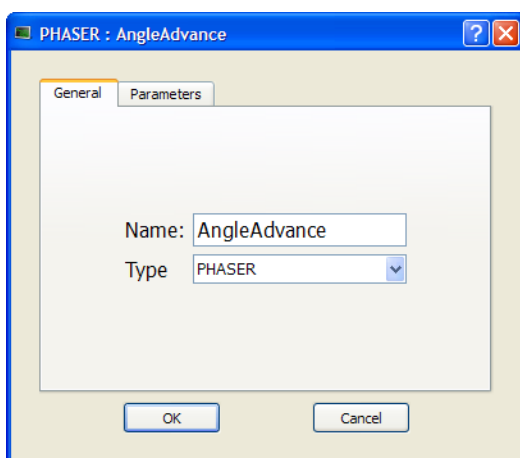 PHASER : AngleAdvance
?
General Parameters
Name: AngleAdvance
Type PHASER
OK Cancel